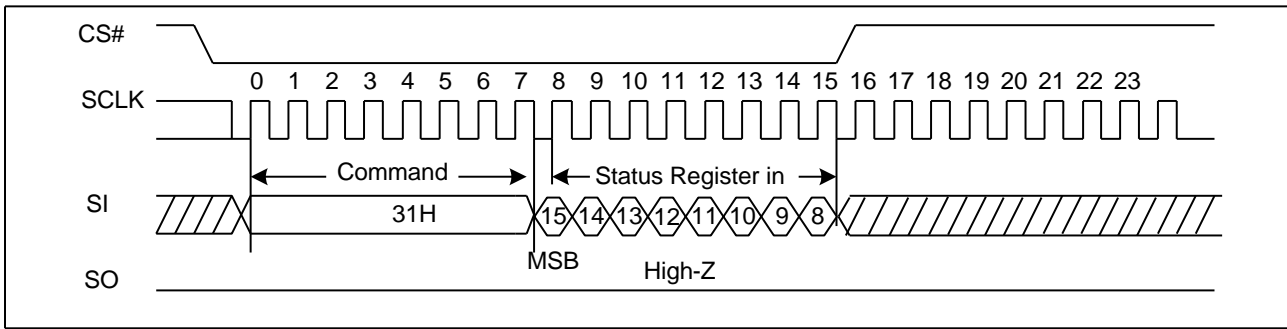 CS#
0 1 2 3 4 5 6 7 8 9 10 11 12 13 14 15 16 17 18 19 20 21 22 23
SCLK
Command Status Register in
SI 31H 15 14 13 12 11 10 9 8
MSB High-Z
SO